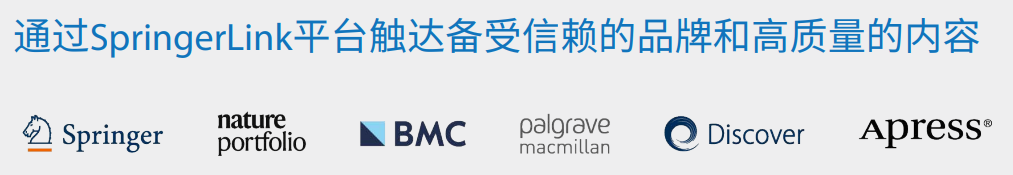 通过SpringerLink平台触达备受信赖的品牌和高质量的内容
Springer
nature portfolio
BMC
palgrave macmillan
Discover
Apress®